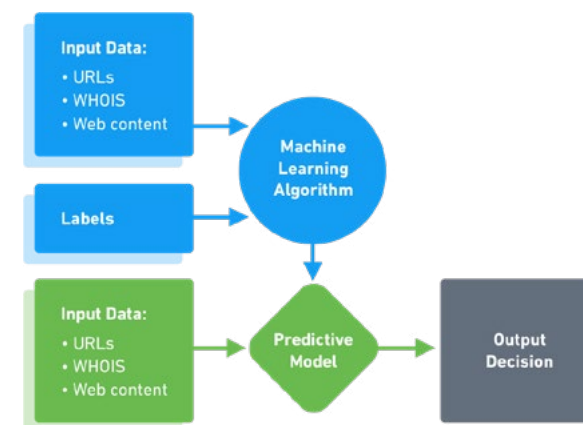 Input Data:
• URLs
• WHOIS
• Web content
Machine
Learning
Algorithm
Labels
Input Data:
• URLs
• WHOIS
• Web content
Predictive
Model
Output
Decision